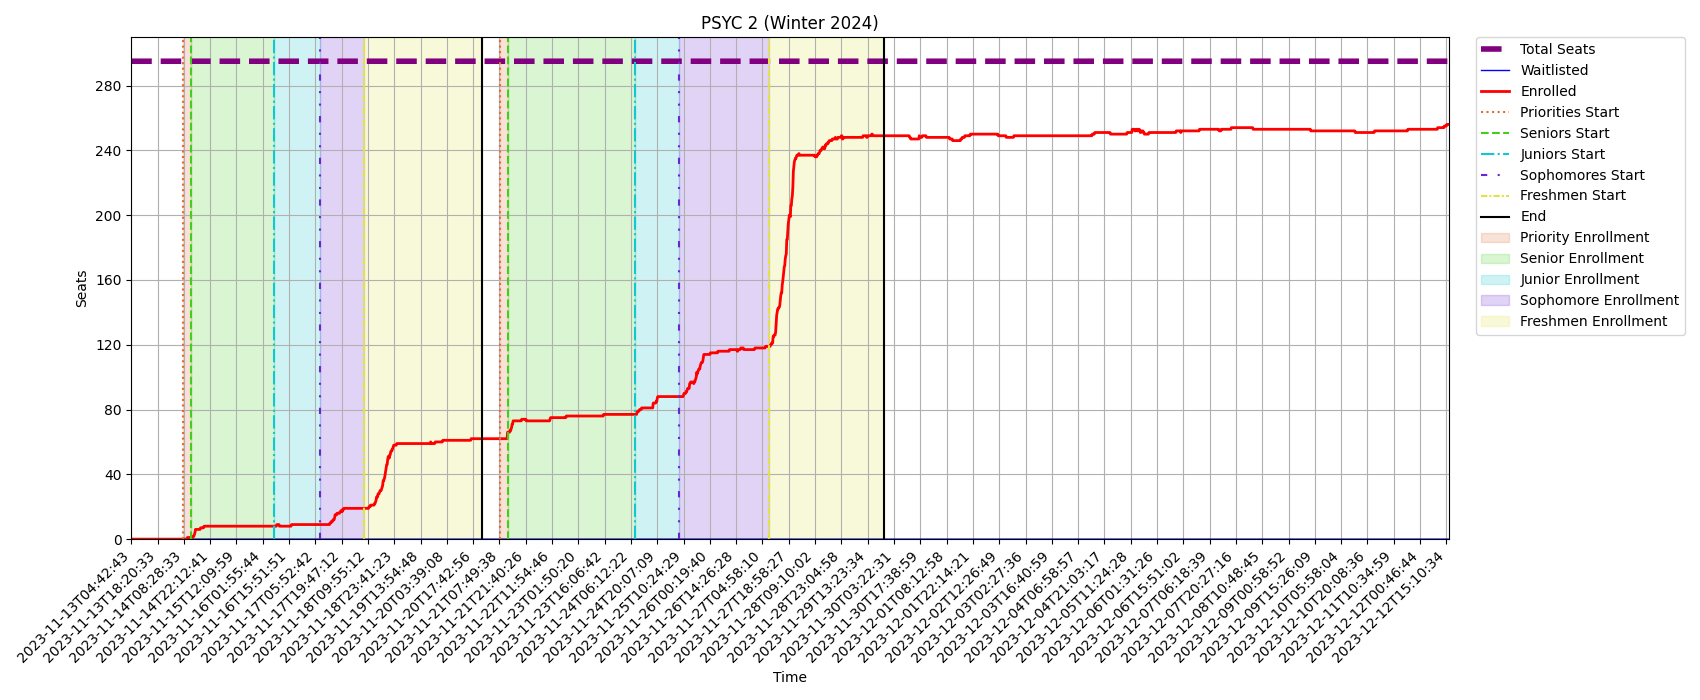 PSYC 2 (Winter 2024)
Seats
280
240
200
160
120
80
40
0
2023-11-13T04:42:43
2023-11-13T18:20:33
2023-11-14T08:28:33
2023-11-14T22:12:41
2023-11-15T12:09:59
2023-11-16T01:55:44
2023-11-16T15:51:51
2023-11-17T05:52:42
2023-11-17T19:47:12
2023-11-18T09:55:12
2023-11-18T23:41:23
2023-11-19T13:54:48
2023-11-20T03:39:08
2023-11-20T17:42:56
2023-11-21T07:49:38
2023-11-21T21:40:26
2023-11-22T11:54:46
2023-11-23T01:50:20
2023-11-23T16:06:42
2023-11-24T06:12:22
2023-11-24T20:07:09
2023-11-25T10:24:29
2023-11-26T00:19:40
2023-11-26T14:26:28
2023-11-27T04:58:10
2023-11-27T18:58:27
2023-11-28T09:10:02
2023-11-28T23:04:58
2023-11-29T13:23:34
2023-11-30T03:22:31
2023-11-30T17:38:59
2023-12-01T08:12:58
2023-12-01T22:14:21
2023-12-02T12:26:49
2023-12-03T02:27:36
2023-12-03T16:40:59
2023-12-04T06:58:57
2023-12-04T21:03:17
2023-12-05T11:24:28
2023-12-06T01:31:26
2023-12-06T15:51:02
2023-12-07T06:18:39
2023-12-07T20:27:16
2023-12-08T10:48:45
2023-12-09T00:58:52
2023-12-09T15:26:09
2023-12-10T05:58:04
2023-12-10T20:08:36
2023-12-11T10:34:59
2023-12-12T00:46:44
2023-12-12T15:10:34
Time
Total Seats
Waitlisted
Enrolled
Priorities Start
Seniors Start
Juniors Start
Sophomores Start
Freshmen Start
End
Priority Enrollment
Senior Enrollment
Junior Enrollment
Sophomore Enrollment
Freshmen Enrollment